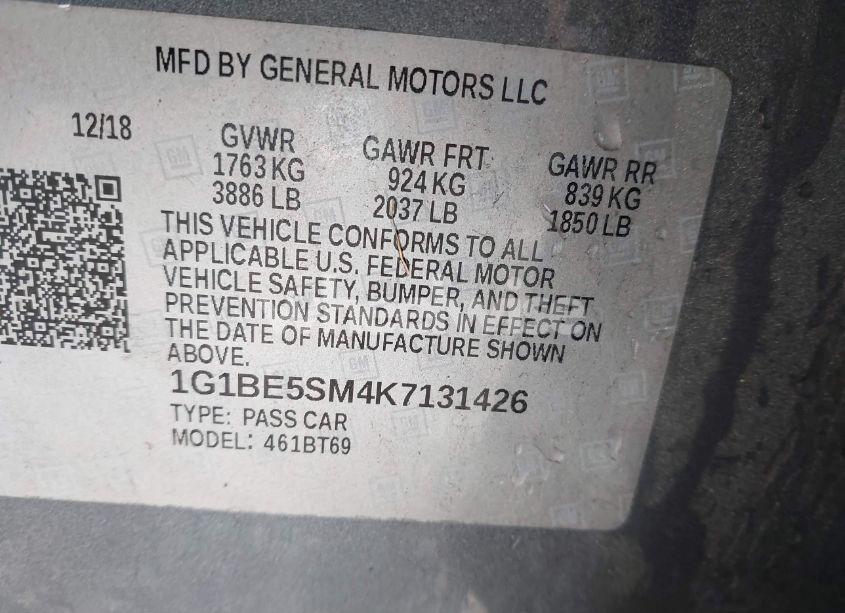 MFD BY GENERAL MOTORS LLC
12/18
GVWR
1763 KG
3886 LB
GAWR FRT
924 KG
2037 LB
GAWR RR
839 KG
1850 LB
THIS VEHICLE CONFORMS TO ALL
APPLICABLE U.S. FEDERAL MOTOR
VEHICLE SAFETY, BUMPER, AND THEFT
PREVENTION STANDARDS IN EFFECT ON
THE DATE OF MANUFACTURE SHOWN
ABOVE.
1G1BE5SM4K7131426
TYPE: PASS CAR
MODEL: 461BT69